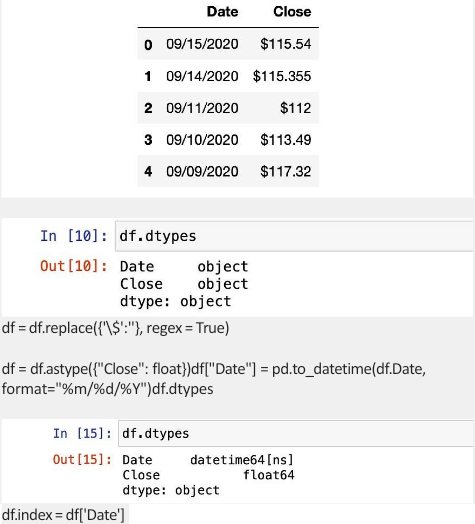 Date Close
0 09/15/2020 $115.54
1 09/14/2020 $115.355
2 09/11/2020 $112
3 09/10/2020 $113.49
4 09/09/2020 $117.32
In [10]: df.dtypes
Out[10]: Date object
Close object
dtype: object
df = df.replace({'\$':''}, regex = True)
df = df.astype({"Close": float})df["Date"] = pd.to_datetime(df.Date,
format="%m/%d/%Y")df.dtypes
In [15]: df.dtypes
Out[15]: Date datetime64[ns]
Close float64
dtype: object
df.index = df['Date']